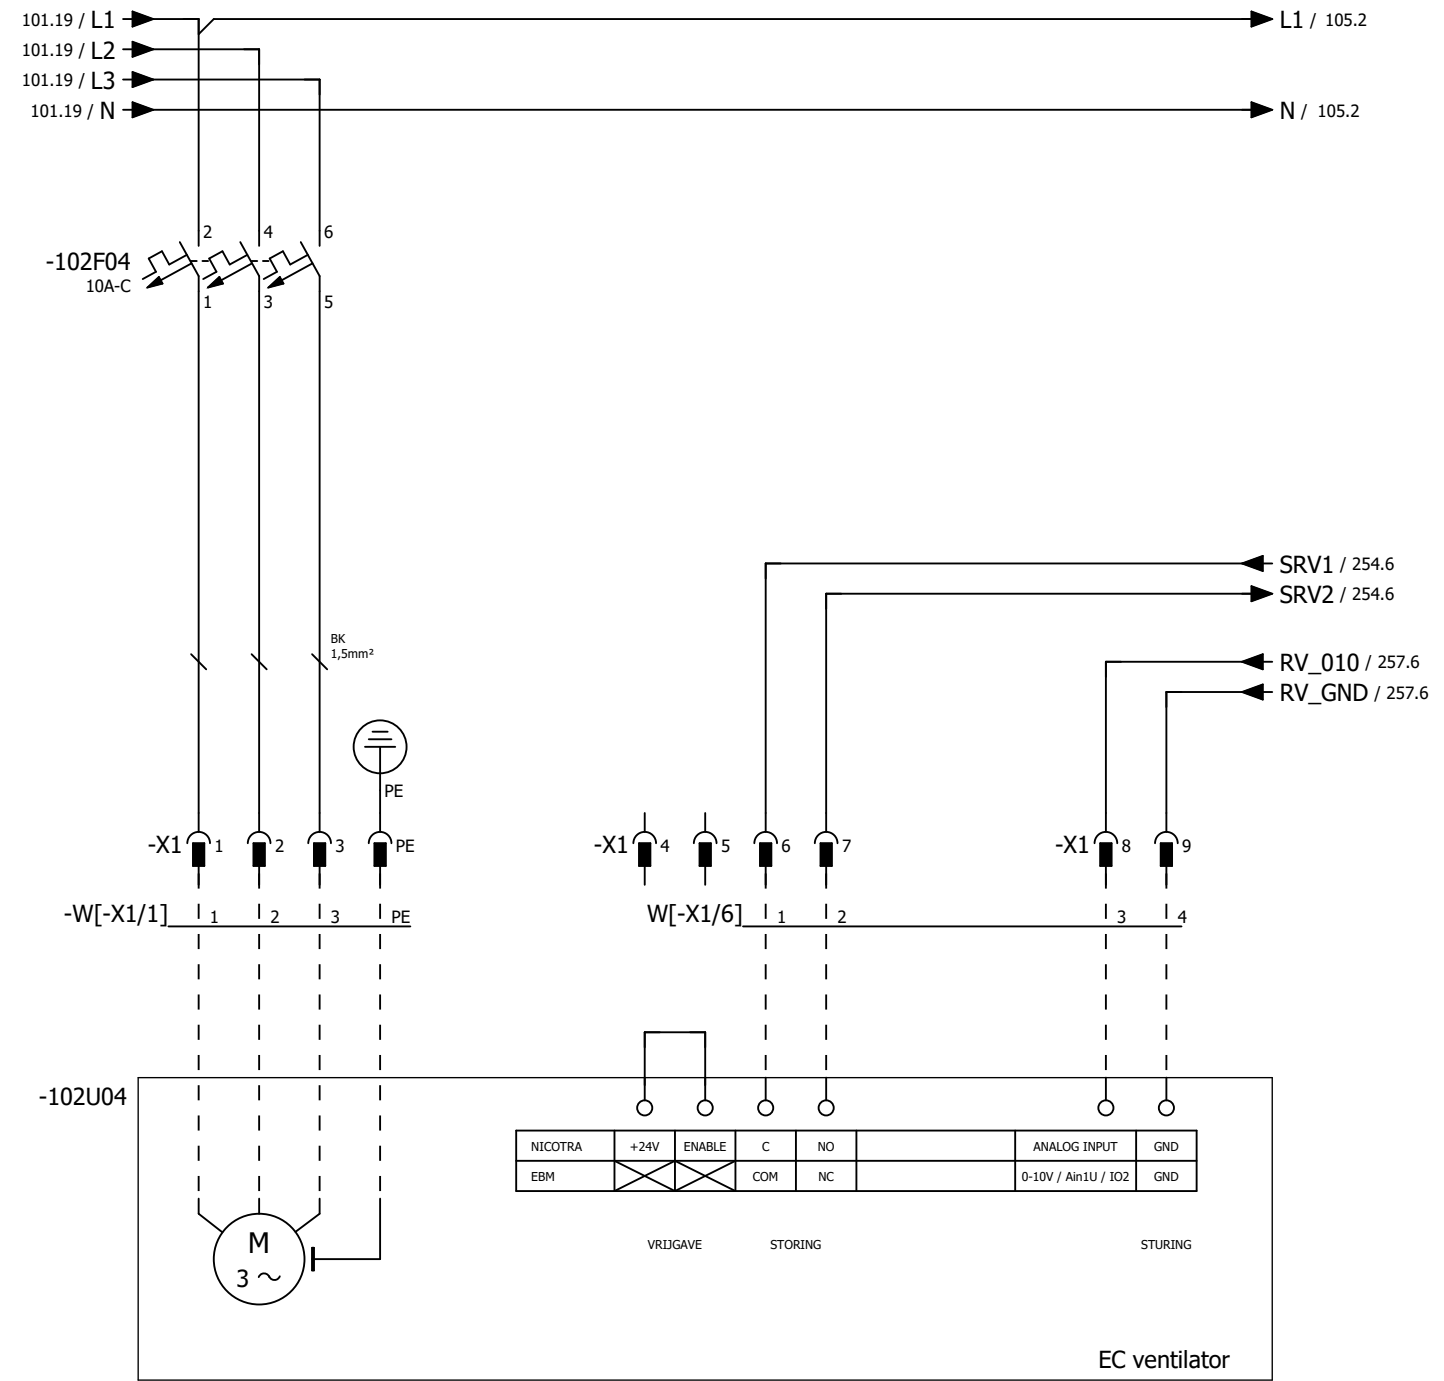 101.19 / L1
L1 / 105.2
101.19 / L2
101.19 / L3
101.19 / N
N / 105.2
2 4 6
-102F04
10A-C
1 3 5
SRV1 / 254.6
SRV2 / 254.6
BK
1,5mm²
RV_010 / 257.6
RV_GND / 257.6
PE
-X1 1 2 3 PE
-X1 4 5 6 7
-X1 8 9
-W[-X1/1] 1 2 3 PE
W[-X1/6] 1 2 3 4
-102U04
NICOTRA +24V ENABLE C NO ANALOG INPUT GND
EBM COM NC 0-10V / Ain1U / IO2 GND
VRIJGAVE STORING STURING
M
3 ~
EC ventilator